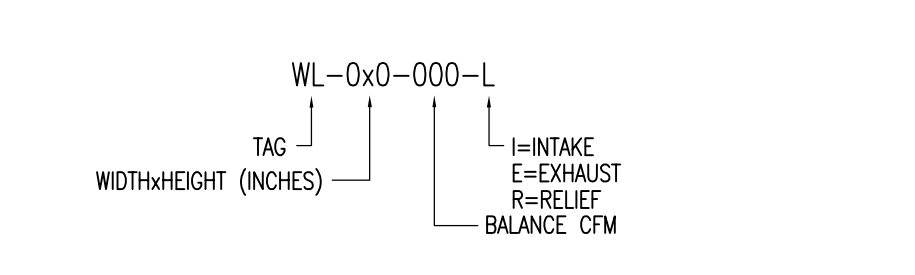 WL-0x0-000-L
TAG
I=INTAKE
WIDTHxHEIGHT (INCHES)
E=EXHAUST
R=RELIEF
BALANCE CFM